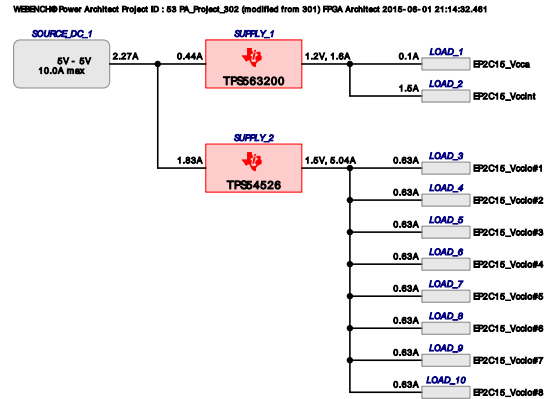 WEBENCH® Power Architect Project ID : 53 PA_Project_302 (modified from 301) FPGA Architect 2015-06-01 21:14:32.461
SOURCE_DC_1
5V - 5V
10.0A max
2.27A
0.44A
SUPPLY_1
TPS563200
1.2V, 1.6A
0.1A
LOAD_1
EP2C15_Vcca
1.5A
LOAD_2
EP2C15_Vccint
1.83A
SUPPLY_2
TPS54526
1.5V, 5.04A
0.63A
LOAD_3
EP2C15_Vccio#1
0.63A
LOAD_4
EP2C15_Vccio#2
0.63A
LOAD_5
EP2C15_Vccio#3
0.63A
LOAD_6
EP2C15_Vccio#4
0.63A
LOAD_7
EP2C15_Vccio#5
0.63A
LOAD_8
EP2C15_Vccio#6
0.63A
LOAD_9
EP2C15_Vccio#7
0.63A
LOAD_10
EP2C15_Vccio#8